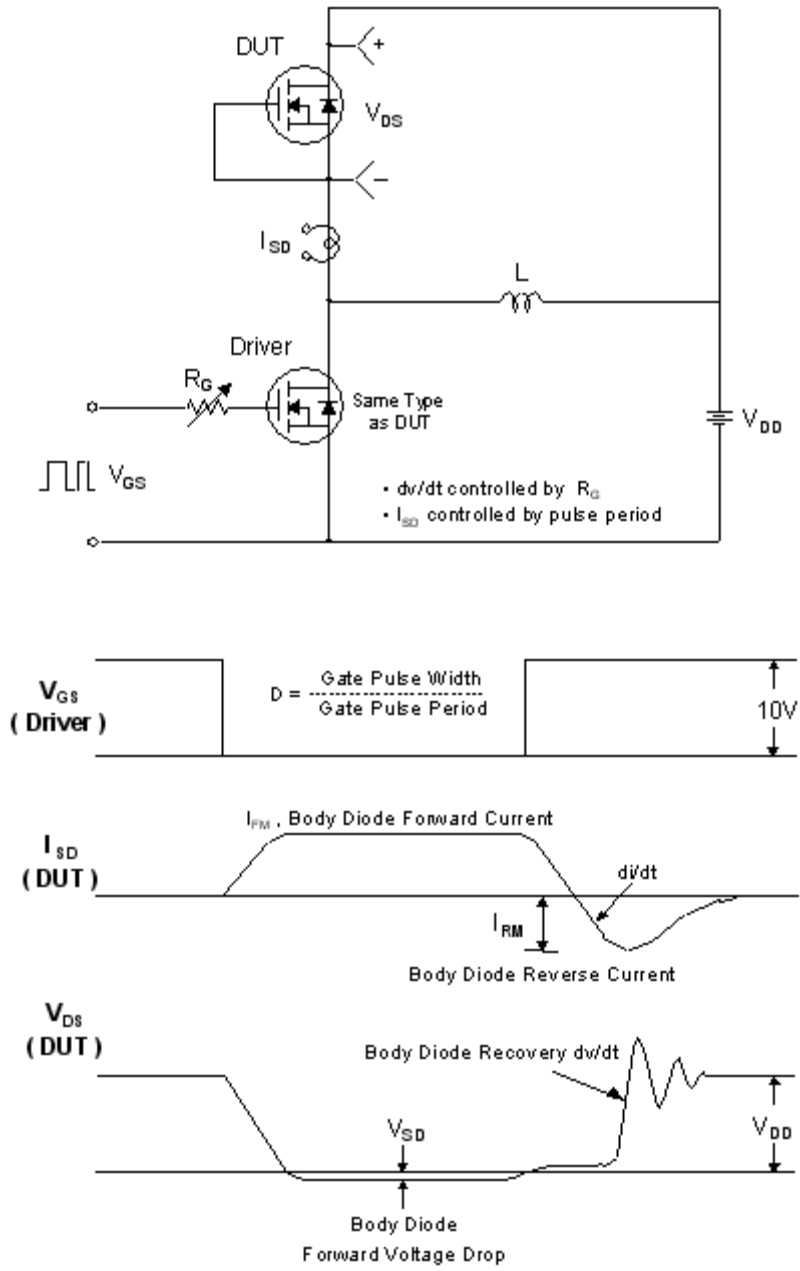 DUT
+
V_DS
−
I_SD
L
Driver
R_G
Same Type
as DUT
V_DD
V_GS
• dv/dt controlled by R_G
• I_SD controlled by pulse period
V_GS
( Driver )
D = Gate Pulse Width
Gate Pulse Period
10V
I_FM , Body Diode Forward Current
I_SD
( DUT )
di/dt
I_RM
Body Diode Reverse Current
V_DS
( DUT )
Body Diode Recovery dv/dt
V_SD
V_DD
Body Diode
Forward Voltage Drop